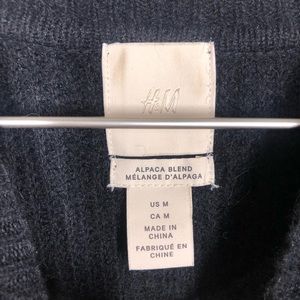 H&M
ALPACA BLEND
MÉLANGE D'ALPAGA
US M
CA M
MADE IN
CHINA
FABRIQUÉ EN
CHINE